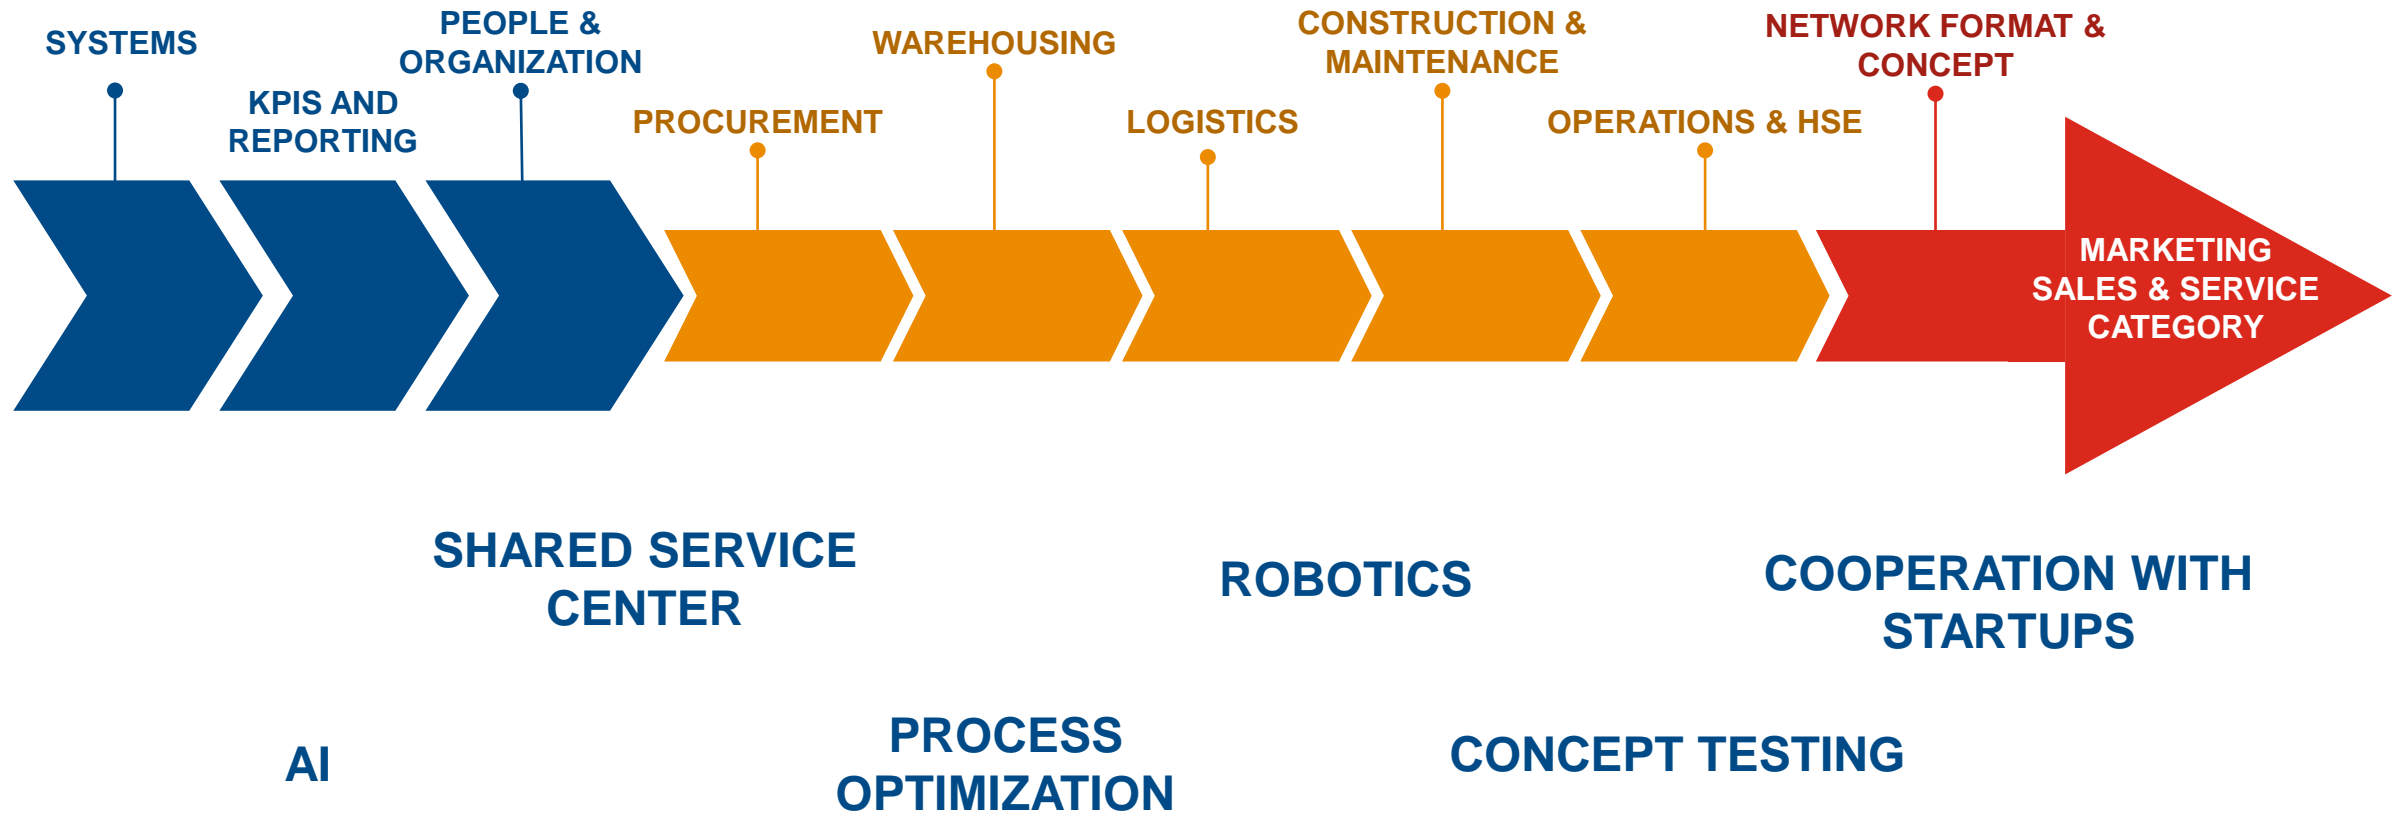 SYSTEMS
KPIS AND
REPORTING
PEOPLE &
ORGANIZATION
PROCUREMENT
WAREHOUSING
LOGISTICS
CONSTRUCTION &
MAINTENANCE
OPERATIONS & HSE
NETWORK FORMAT &
CONCEPT
MARKETING
SALES & SERVICE
CATEGORY
SHARED SERVICE
CENTER
ROBOTICS
COOPERATION WITH
STARTUPS
AI
PROCESS
OPTIMIZATION
CONCEPT TESTING